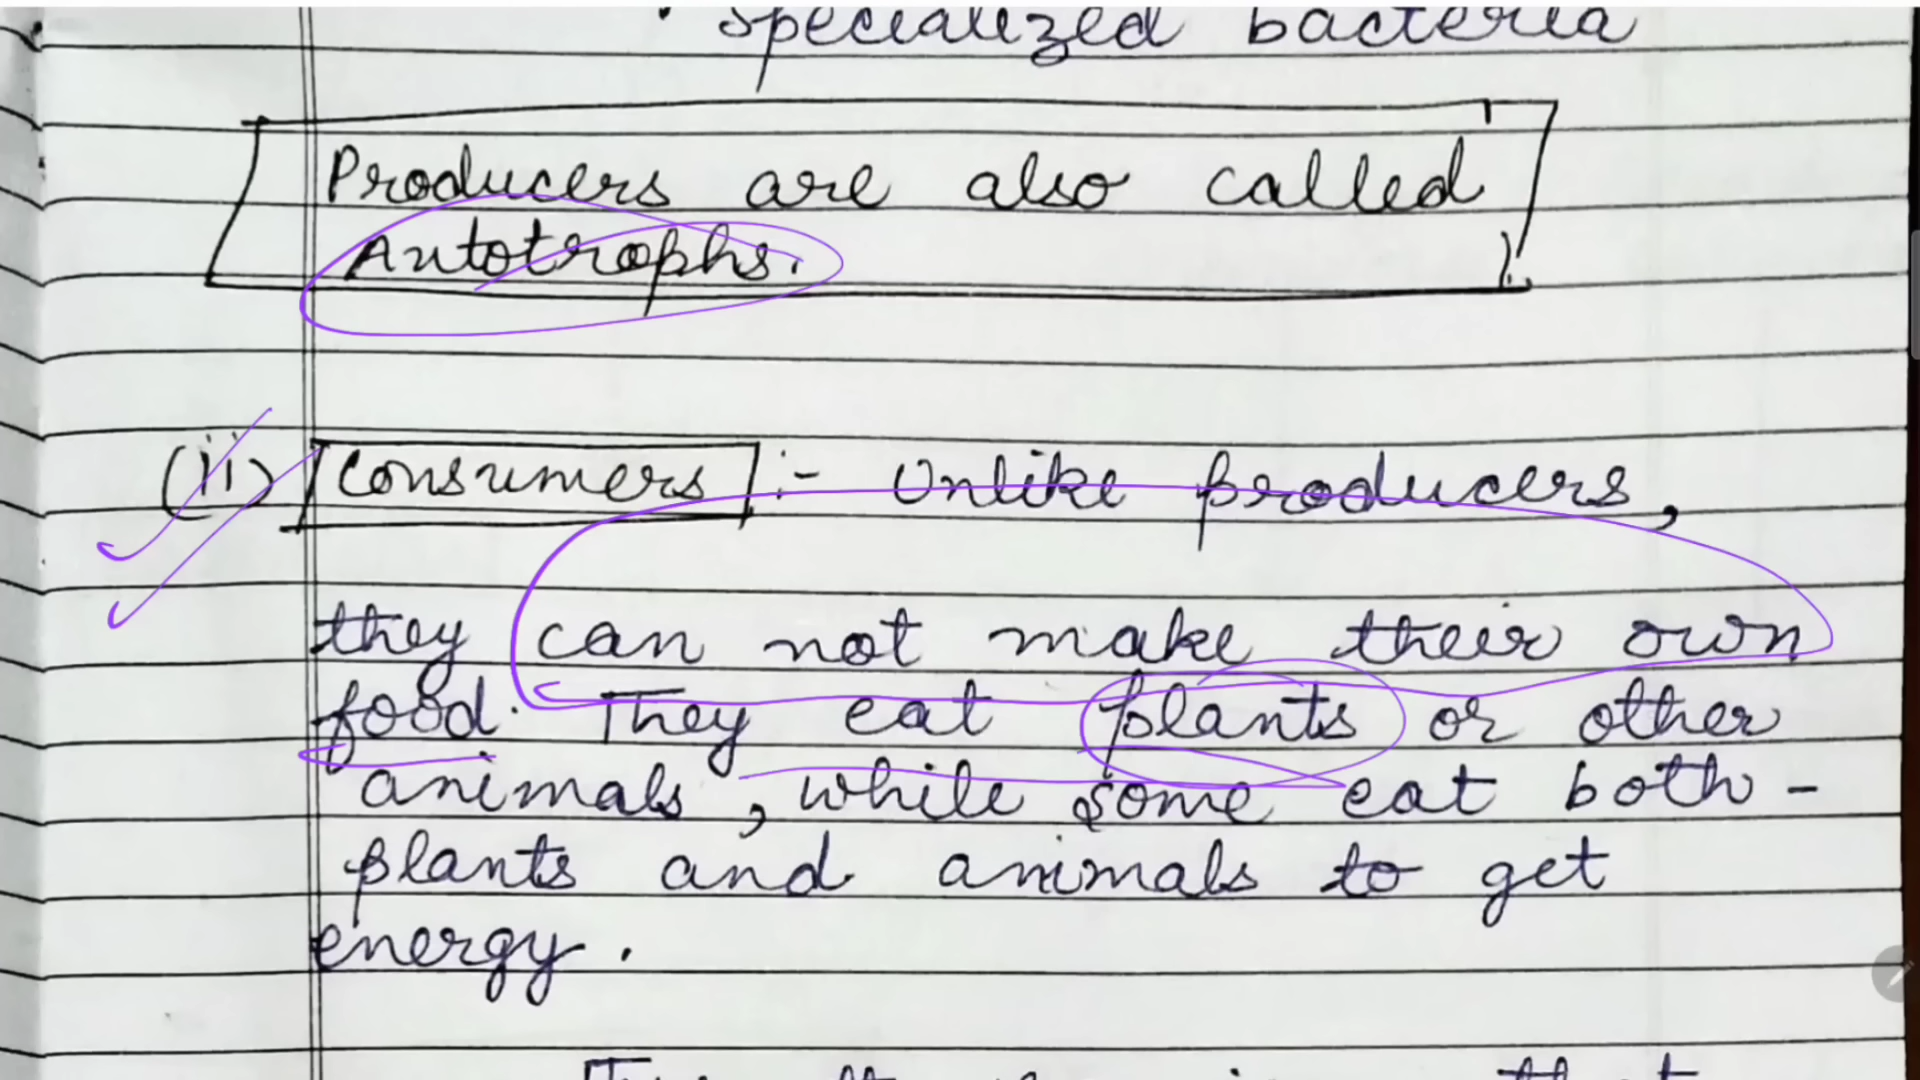 • specialized bacteria
Producers are also called
Autotrophs.
(ii) Consumers :- Unlike producers,
they can not make their own
food. They eat plants or other
animals, while some eat both -
plants and animals to get
energy.
that